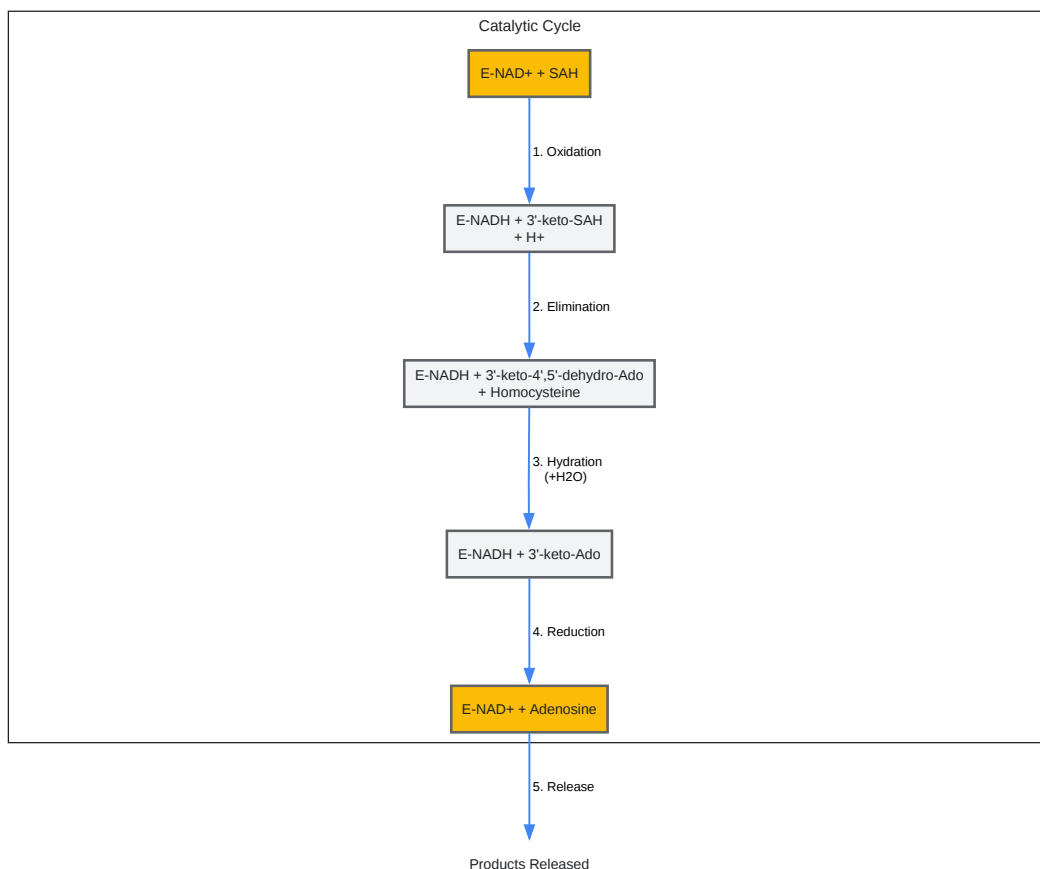 Catalytic Cycle
E-NAD+ + SAH
1. Oxidation
E-NADH + 3'-keto-SAH
+ H+
2. Elimination
E-NADH + 3'-keto-4',5'-dehydro-Ado
+ Homocysteine
3. Hydration
(+H2O)
E-NADH + 3'-keto-Ado
4. Reduction
E-NAD+ + Adenosine
5. Release
Products Released